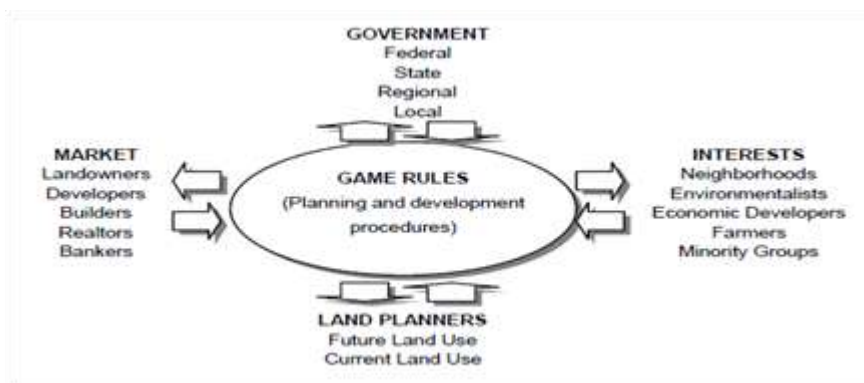 GOVERNMENT
Federal
State
Regional
Local
MARKET
Landowners
Developers
Builders
Realtors
Bankers
GAME RULES
(Planning and development
procedures)
INTERESTS
Neighborhoods
Environmentalists
Economic Developers
Farmers
Minority Groups
LAND PLANNERS
Future Land Use
Current Land Use